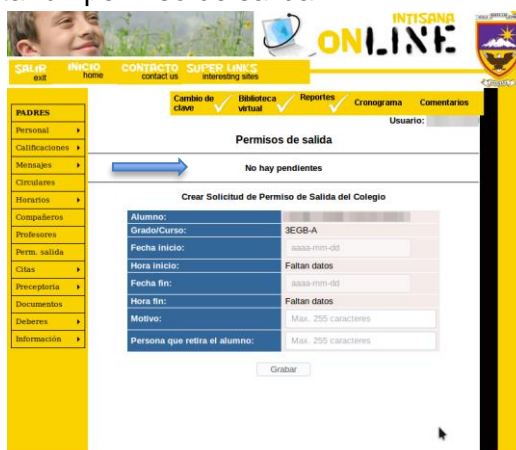 INTISANA
ONLINE
SALIR INICIO CONTACTO SUPER LINKS
exit home contact us interesting sites
Cambio de clave Biblioteca virtual Reportes Cronograma Comentarios
Usuario:
PADRES
Personal
Calificaciones
Mensajes
Circulares
Horarios
Compañeros
Profesores
Perm. salida
Citas
Preceptoria
Documentos
Deberes
Información
Permisos de salida
No hay pendientes
Crear Solicitud de Permiso de Salida del Colegio
Alumno:
Grado/Curso: 3EGB-A
Fecha inicio: aaaa-mm-dd
Hora inicio: Faltan datos
Fecha fin: aaaa-mm-dd
Hora fin: Faltan datos
Motivo: Max. 255 caracteres
Persona que retira el alumno: Max. 255 caracteres
Grabar